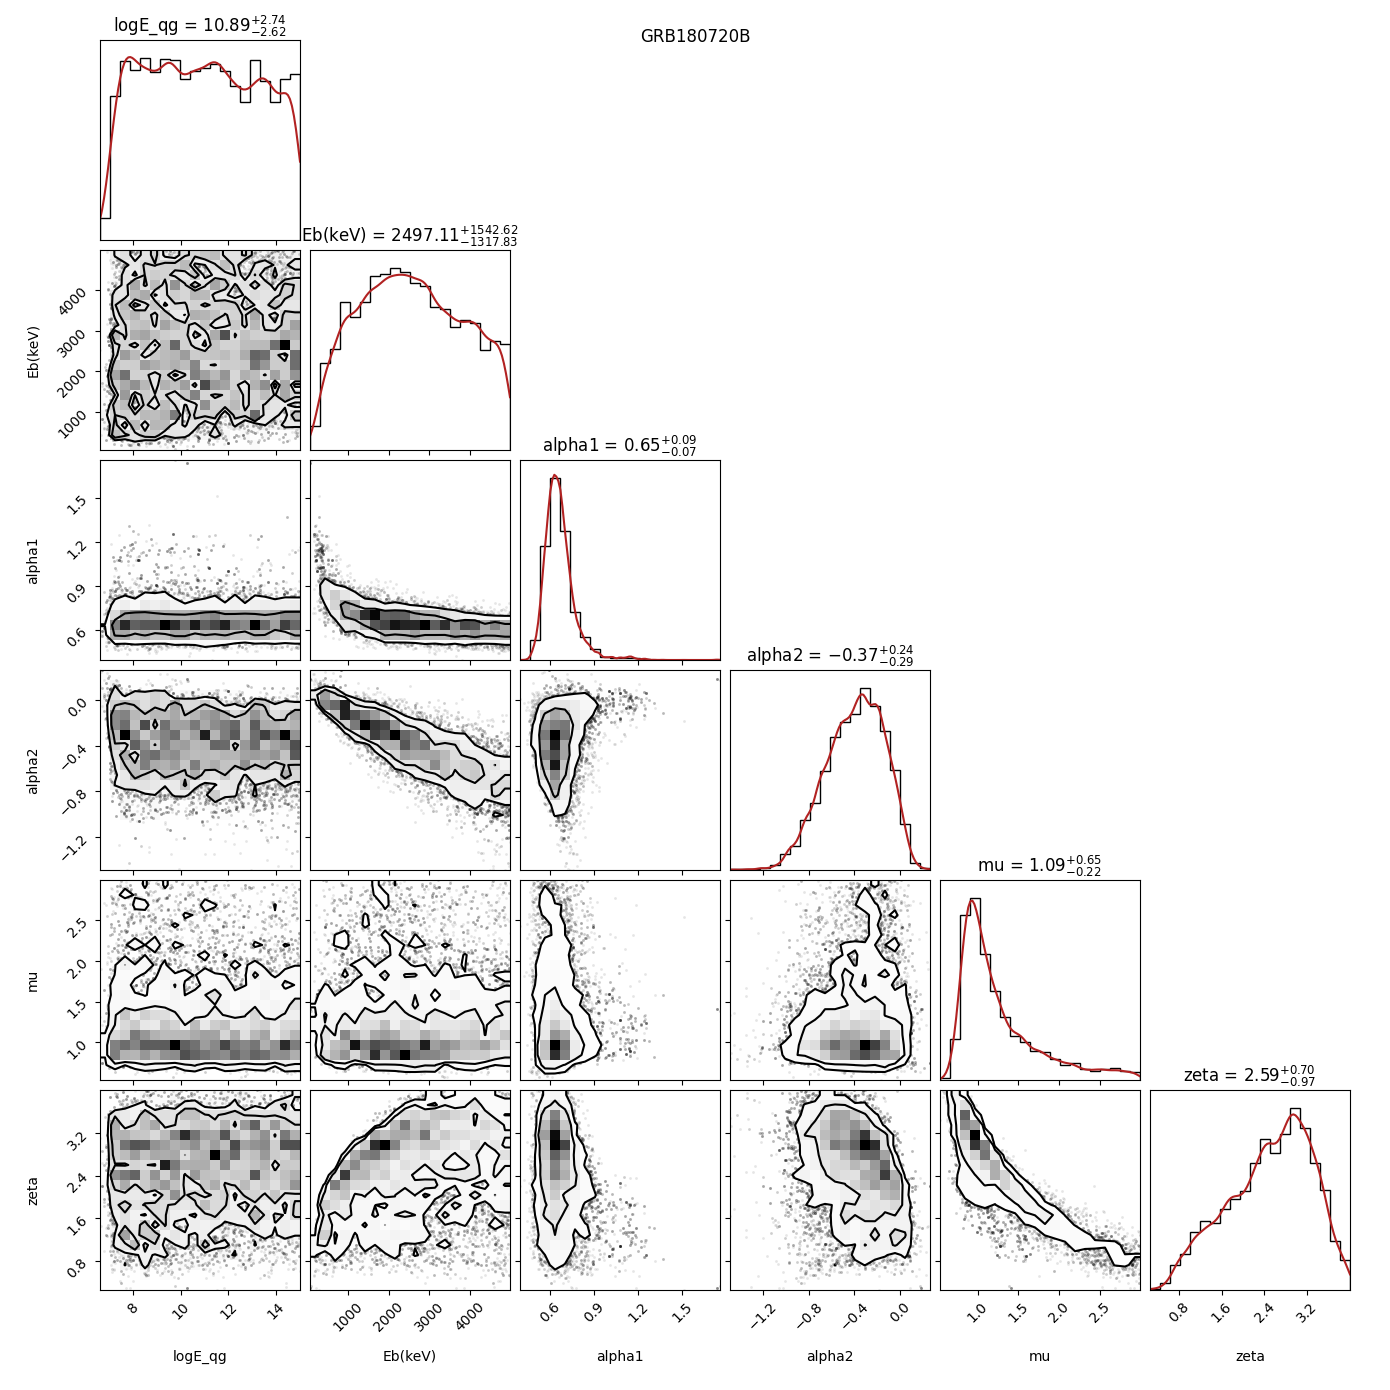 GRB180720B
logE_qg = 10.89+2.74−2.62
Eb(keV) = 2497.11+1542.62−1317.83
alpha1 = 0.65+0.09−0.07
alpha2 = −0.37+0.24−0.29
mu = 1.09+0.65−0.22
zeta = 2.59+0.70−0.97
Eb(keV)
4000
3000
2000
1000
alpha1
1.5
1.2
0.9
0.6
alpha2
0.0
−0.4
−0.8
−1.2
mu
2.5
2.0
1.5
1.0
zeta
3.2
2.4
1.6
0.8
8 10 12 14
1000 2000 3000 4000
0.6 0.9 1.2 1.5
−1.2 −0.8 −0.4 0.0
1.0 1.5 2.0 2.5
0.8 1.6 2.4 3.2
logE_qg
Eb(keV)
alpha1
alpha2
mu
zeta